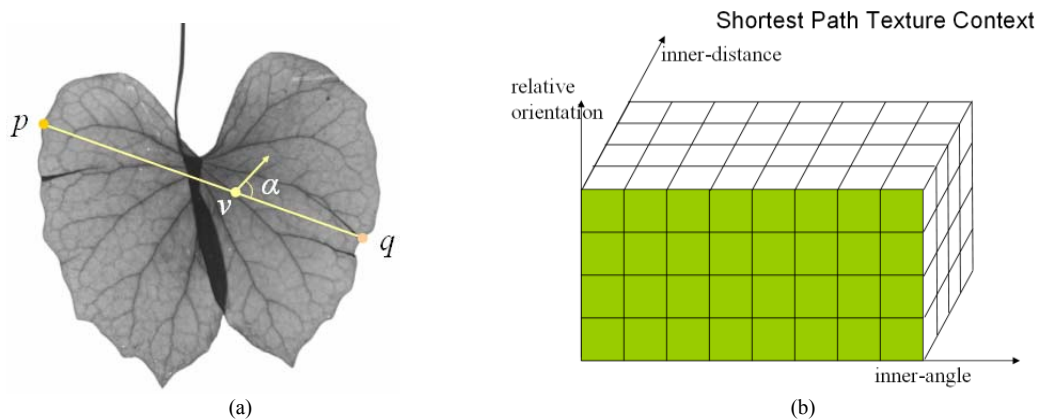 Shortest Path Texture Context
inner-distance
relative
orientation
p
α
v
q
inner-angle
(a)
(b)